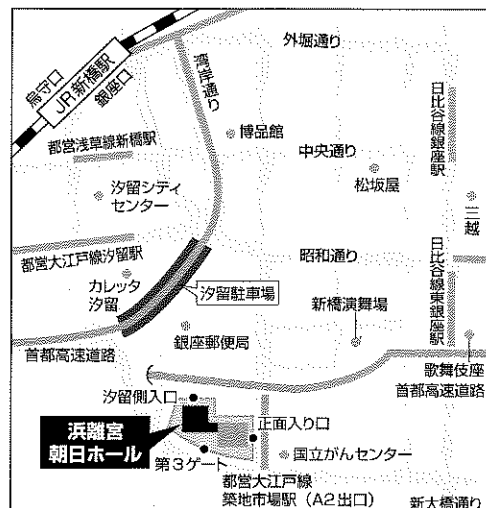 外堀通り
烏守口
JR新橋駅
銀座口
湾岸通り
都営浅草線新橋駅
博品館
中央通り
日比谷線銀座駅
松坂屋
三越
汐留シティ
センター
都営大江戸線汐留駅
昭和通り
カレッタ
汐留
汐留駐車場
新橋演舞場
日比谷線東銀座駅
銀座郵便局
首都高速道路
歌舞伎座
首都高速道路
汐留側入口
正面入り口
浜離宮
朝日ホール
第3ゲート
国立がんセンター
都営大江戸線
築地市場駅(A2出口)
新大橋通り